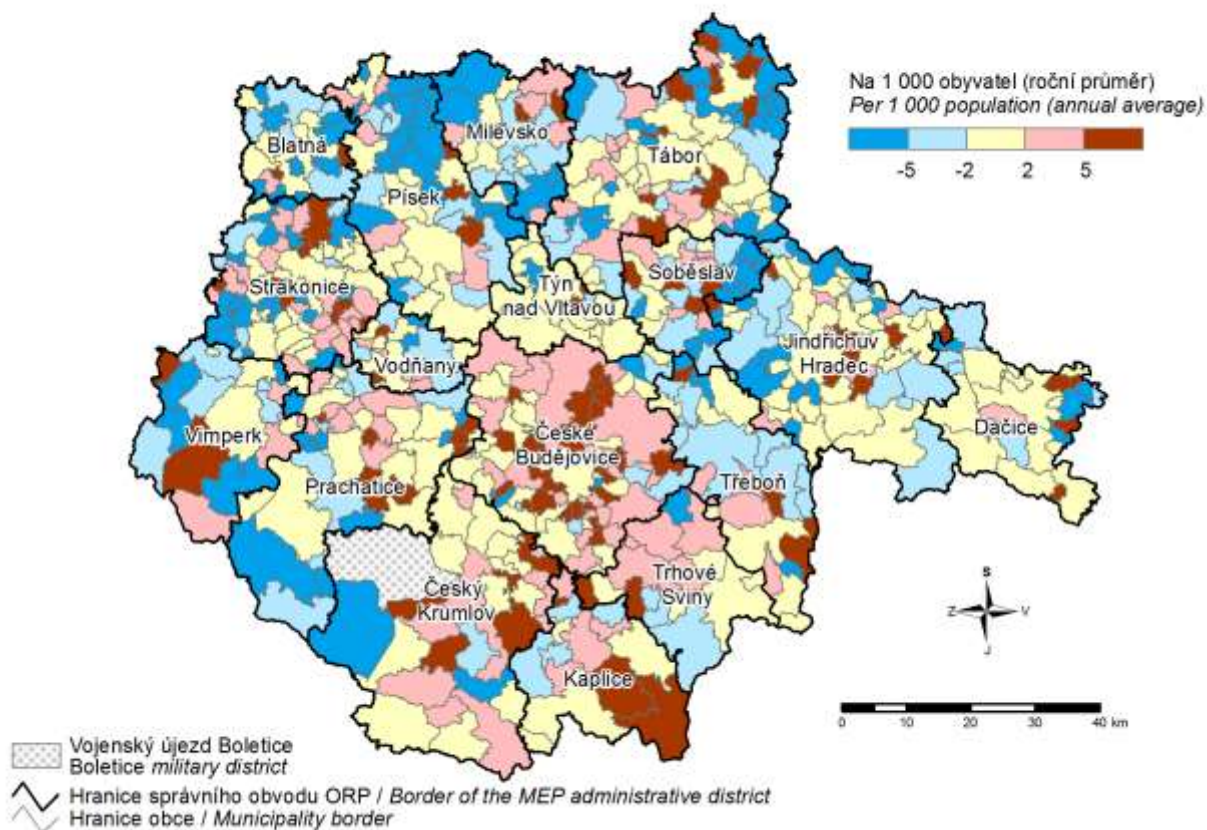 Na 1 000 obyvatel (roční průměr)
Per 1 000 population (annual average)
-5 -2 2 5
Milevsko
Blatná
Tábor
Písek
Soběslav
Strakonice
Týn
nad Vltavou
Jindřichův
Hradec
Vodňany
Dačice
Vimperk
České
Budějovice
Třeboň
Prachatice
Trhové
Sviny
Český
Krumlov
Kaplice
S
Z V
J
0 10 20 30 40 km
Vojenský újezd Boletice
Boletice military district
Hranice správního obvodu ORP / Border of the MEP administrative district
Hranice obce / Municipality border